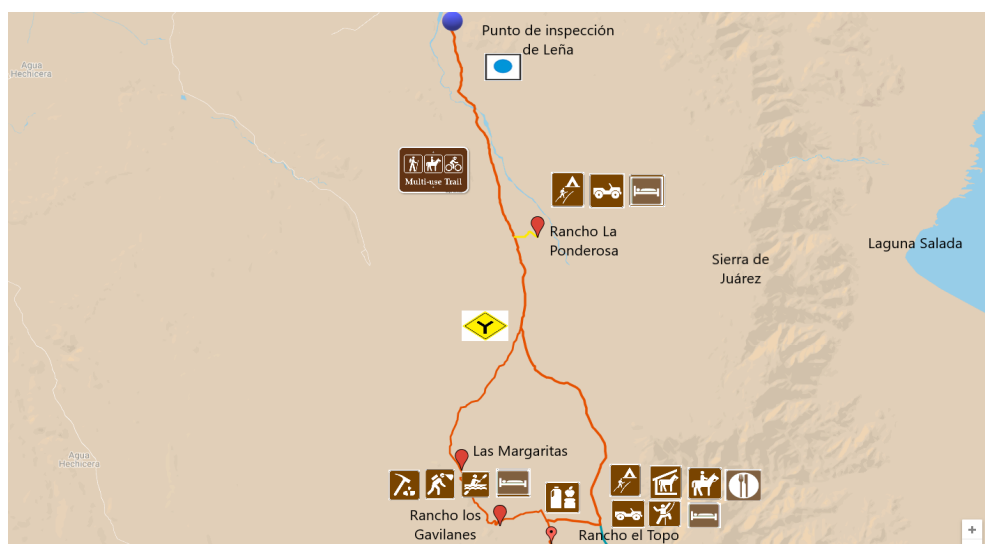 Punto de inspección
de Leña
Agua
Hechicera
Multi-use Trail
Rancho La
Ponderosa
Laguna Salada
Sierra de
Juárez
Agua
Hechicera
Las Margaritas
Rancho los
Gavilanes
Rancho el Topo
+